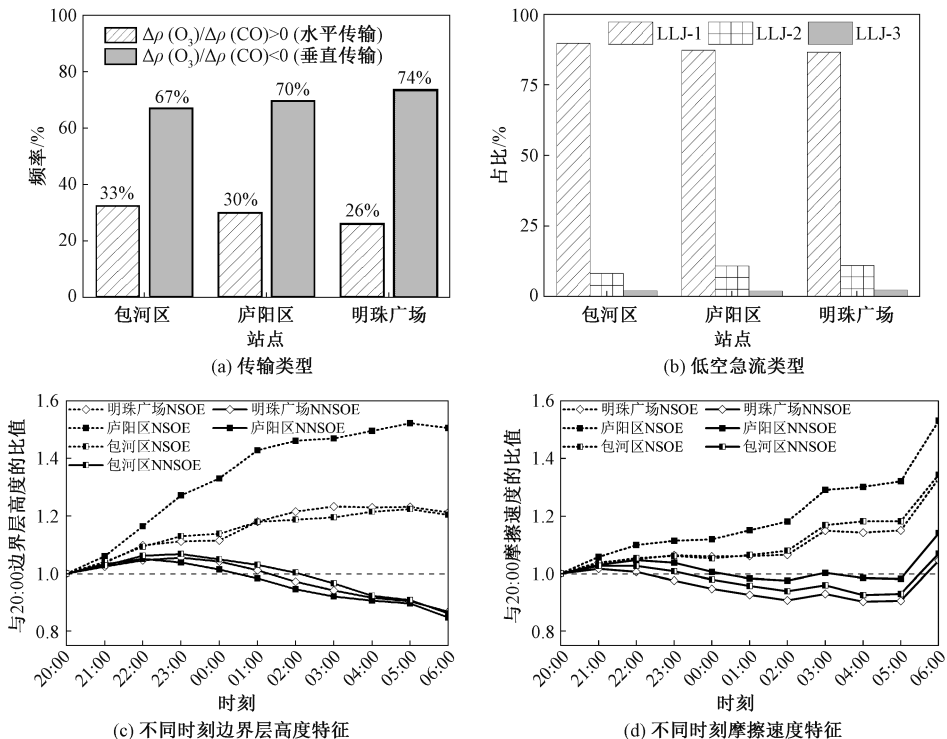 100
80
60
40
20
0
频率/%
Δρ (O₃)/Δρ (CO)>0 (水平传输)
Δρ (O₃)/Δρ (CO)<0 (垂直传输)
33%
67%
30%
70%
26%
74%
包河区
庐阳区
明珠广场
站点
(a) 传输类型
100
75
50
25
0
占比/%
LLJ-1
LLJ-2
LLJ-3
包河区
庐阳区
明珠广场
站点
(b) 低空急流类型
1.6
1.4
1.2
1.0
0.8
与20:00边界层高度的比值
明珠广场NSOE
明珠广场NNSOE
庐阳区NSOE
庐阳区NNSOE
包河区NSOE
包河区NNSOE
20:00
21:00
22:00
23:00
00:00
01:00
02:00
03:00
04:00
05:00
06:00
时刻
(c) 不同时刻边界层高度特征
1.6
1.4
1.2
1.0
0.8
与20:00摩擦速度的比值
明珠广场NSOE
明珠广场NNSOE
庐阳区NSOE
庐阳区NNSOE
包河区NSOE
包河区NNSOE
20:00
21:00
22:00
23:00
00:00
01:00
02:00
03:00
04:00
05:00
06:00
时刻
(d) 不同时刻摩擦速度特征